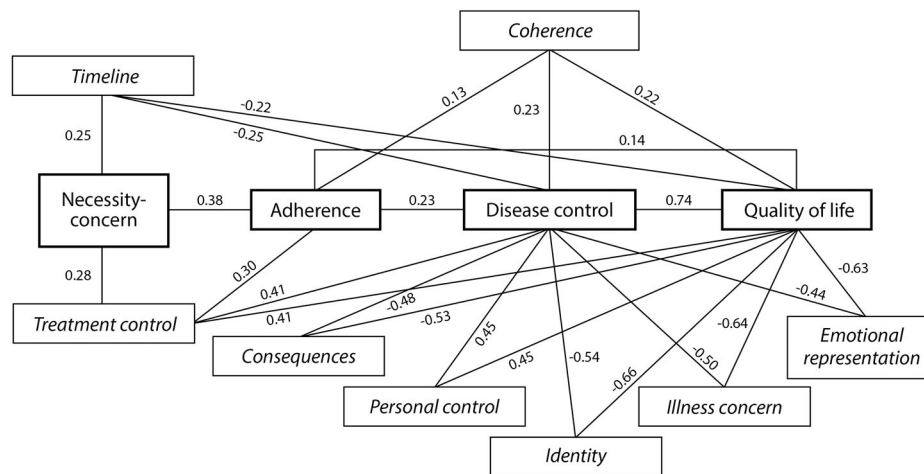 Coherence
Timeline
0.13
0.23
0.22
-0.22
-0.25
0.25
0.14
Necessity-
concern
0.38
Adherence
0.23
Disease control
0.74
Quality of life
0.28
0.30
0.41
0.41
-0.48
-0.53
-0.63
-0.44
-0.64
Treatment control
Consequences
0.45
0.45
-0.54
-0.50
-0.66
Emotional
representation
Personal control
Illness concern
Identity